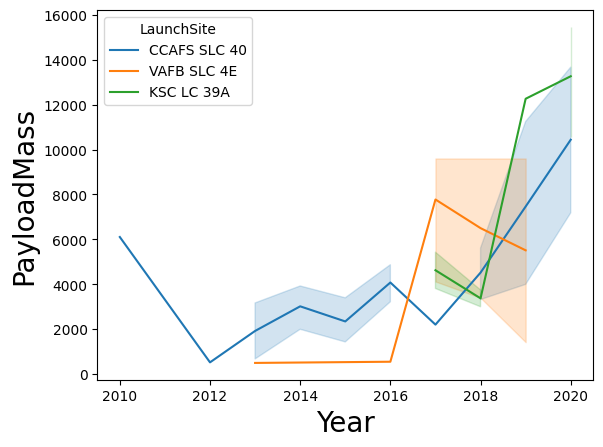 LaunchSite
CCAFS SLC 40
VAFB SLC 4E
KSC LC 39A
16000
14000
12000
10000
8000
6000
4000
2000
0
PayloadMass
2010
2012
2014
2016
2018
2020
Year